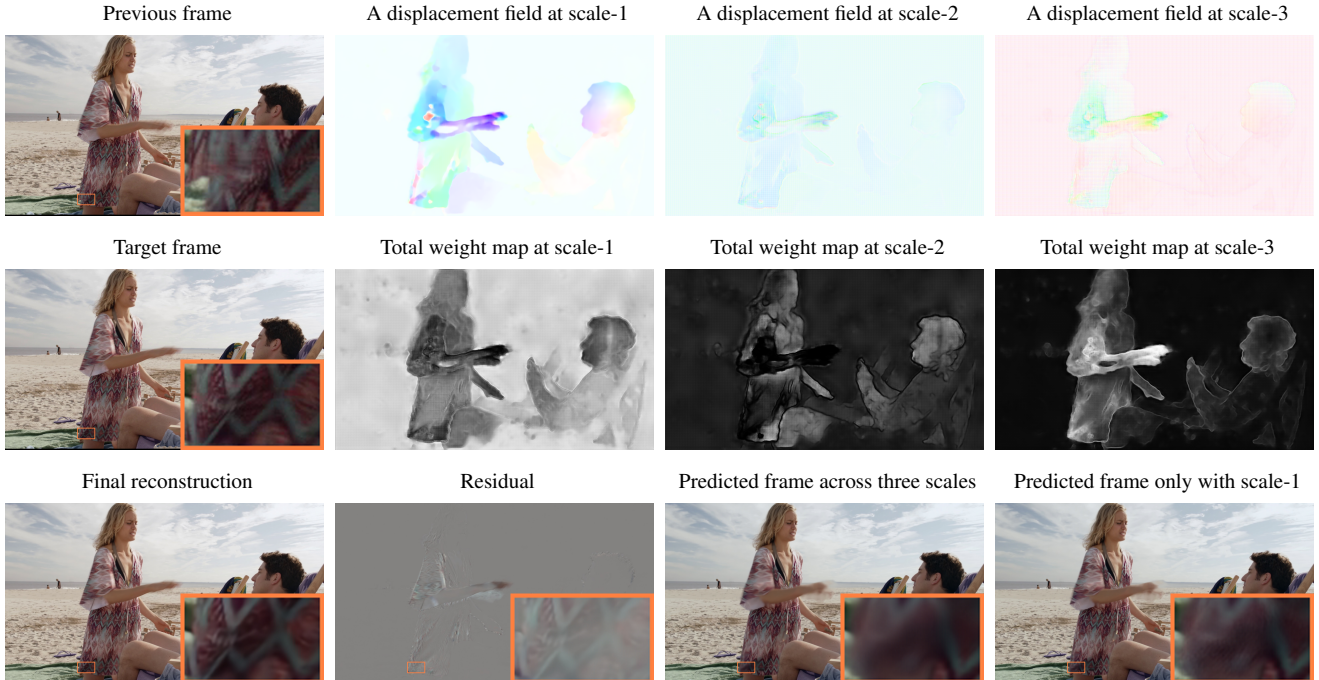 Previous frame
A displacement field at scale-1
A displacement field at scale-2
A displacement field at scale-3
Target frame
Total weight map at scale-1
Total weight map at scale-2
Total weight map at scale-3
Final reconstruction
Residual
Predicted frame across three scales
Predicted frame only with scale-1